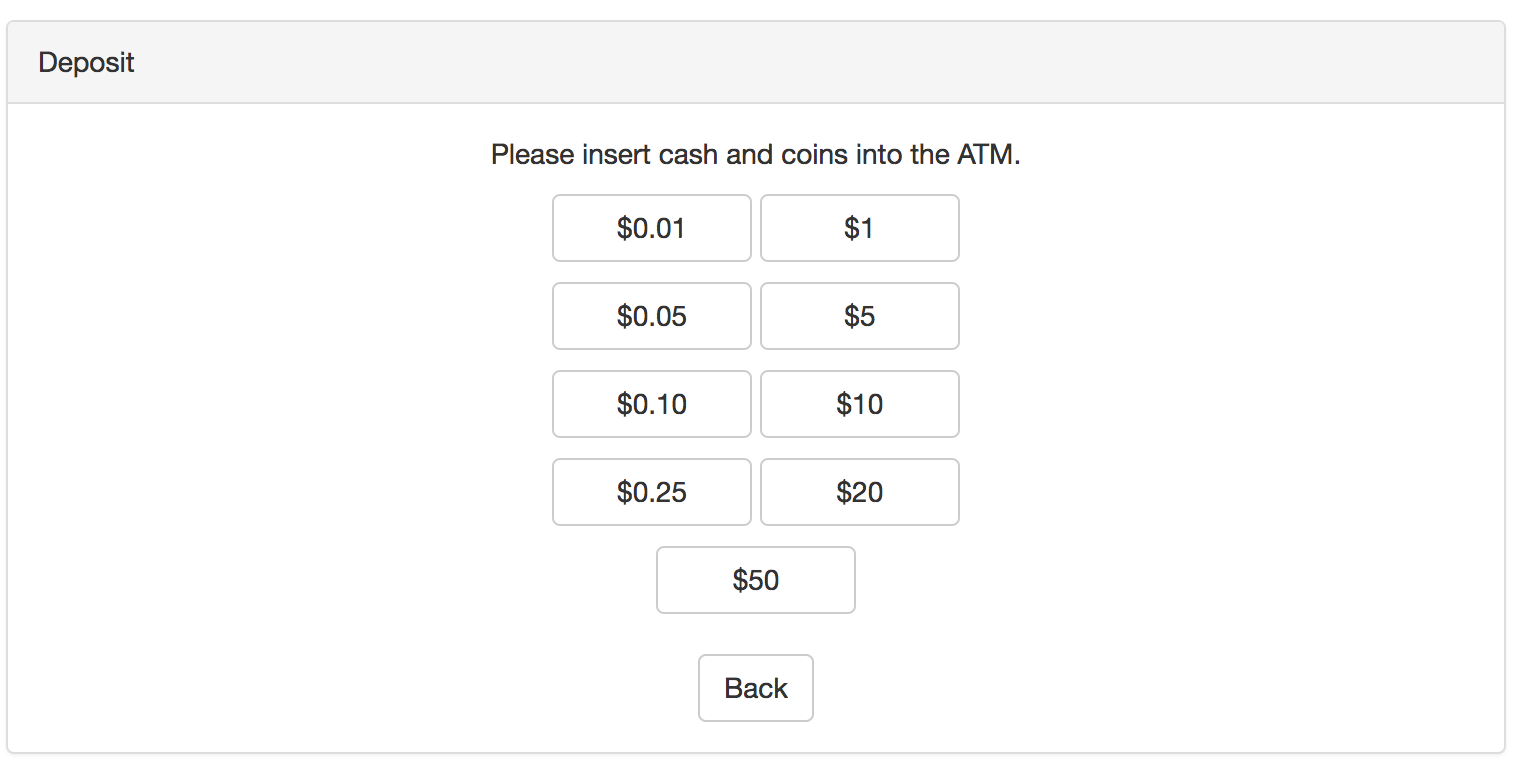 Deposit
Please insert cash and coins into the ATM.
$0.01 $1
$0.05 $5
$0.10 $10
$0.25 $20
$50
Back